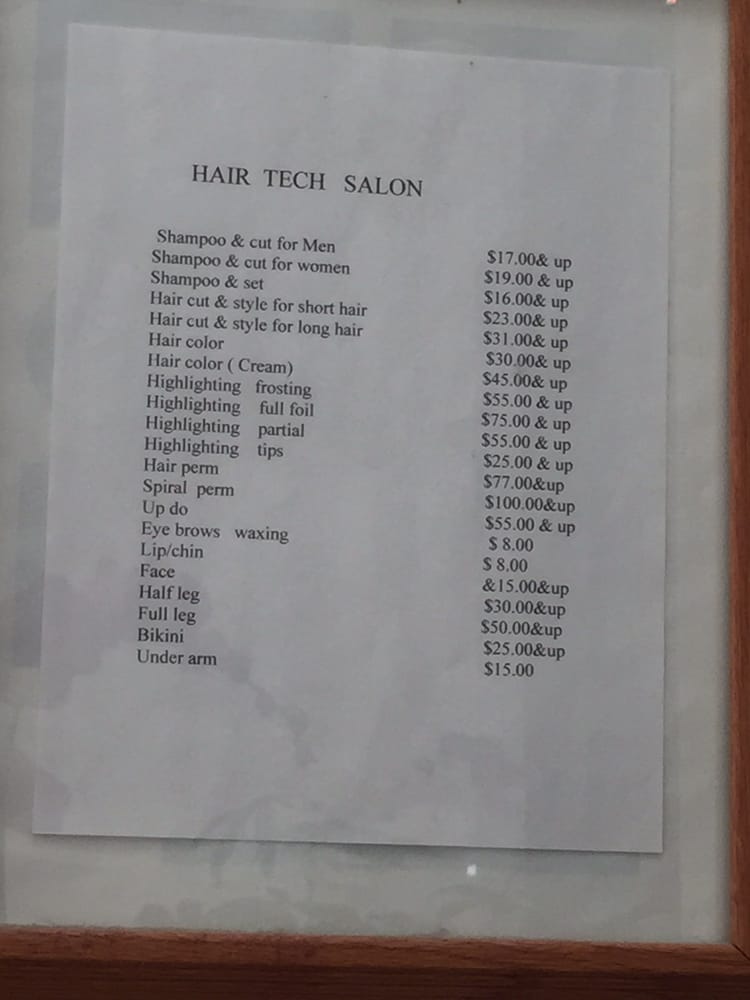 HAIR TECH SALON
Shampoo & cut for Men $17.00& up
Shampoo & cut for women $19.00 & up
Shampoo & set $16.00& up
Hair cut & style for short hair $23.00& up
Hair cut & style for long hair $31.00& up
Hair color $30.00& up
Hair color ( Cream) $45.00& up
Highlighting frosting $55.00 & up
Highlighting full foil $75.00 & up
Highlighting partial $55.00 & up
Highlighting tips $25.00 & up
Hair perm $77.00&up
Spiral perm $100.00&up
Up do $55.00 & up
Eye brows waxing $ 8.00
Lip/chin $ 8.00
Face &15.00&up
Half leg $30.00&up
Full leg $50.00&up
Bikini $25.00&up
Under arm $15.00